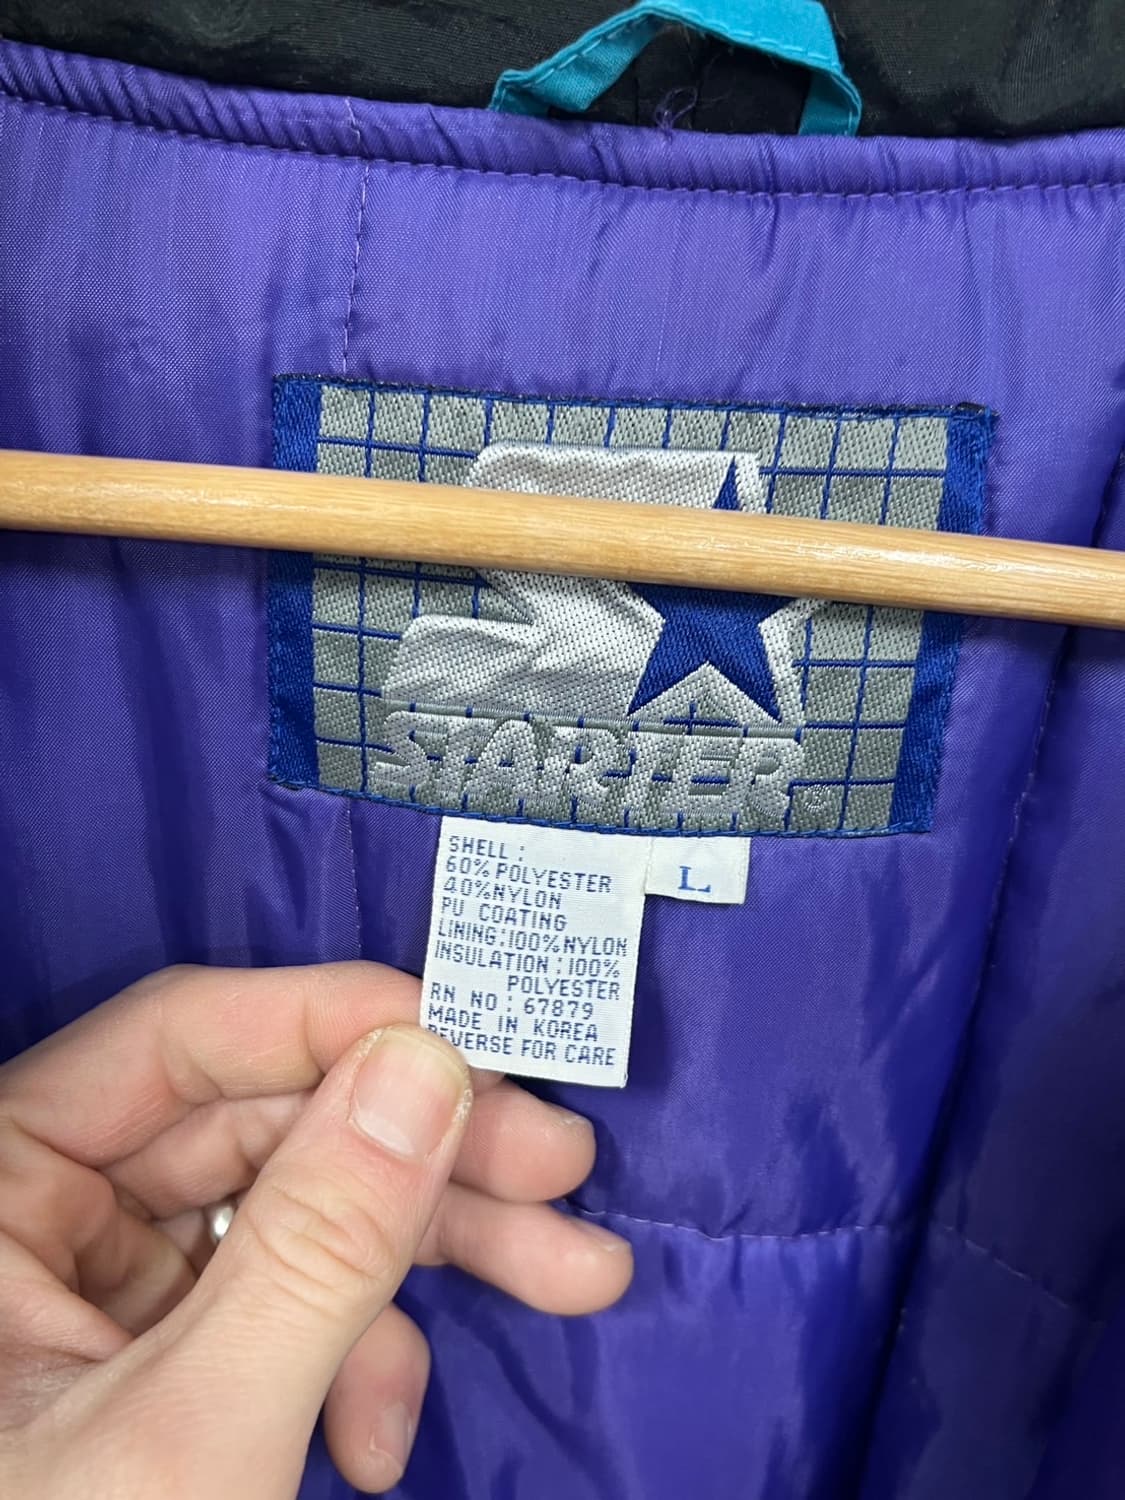 STARTER®
SHELL :
60% POLYESTER
40%NYLON
PU COATING
LINING:100%NYLON
INSULATION:100%
POLYESTER
RN NO : 67879
MADE IN KOREA
REVERSE FOR CARE
L